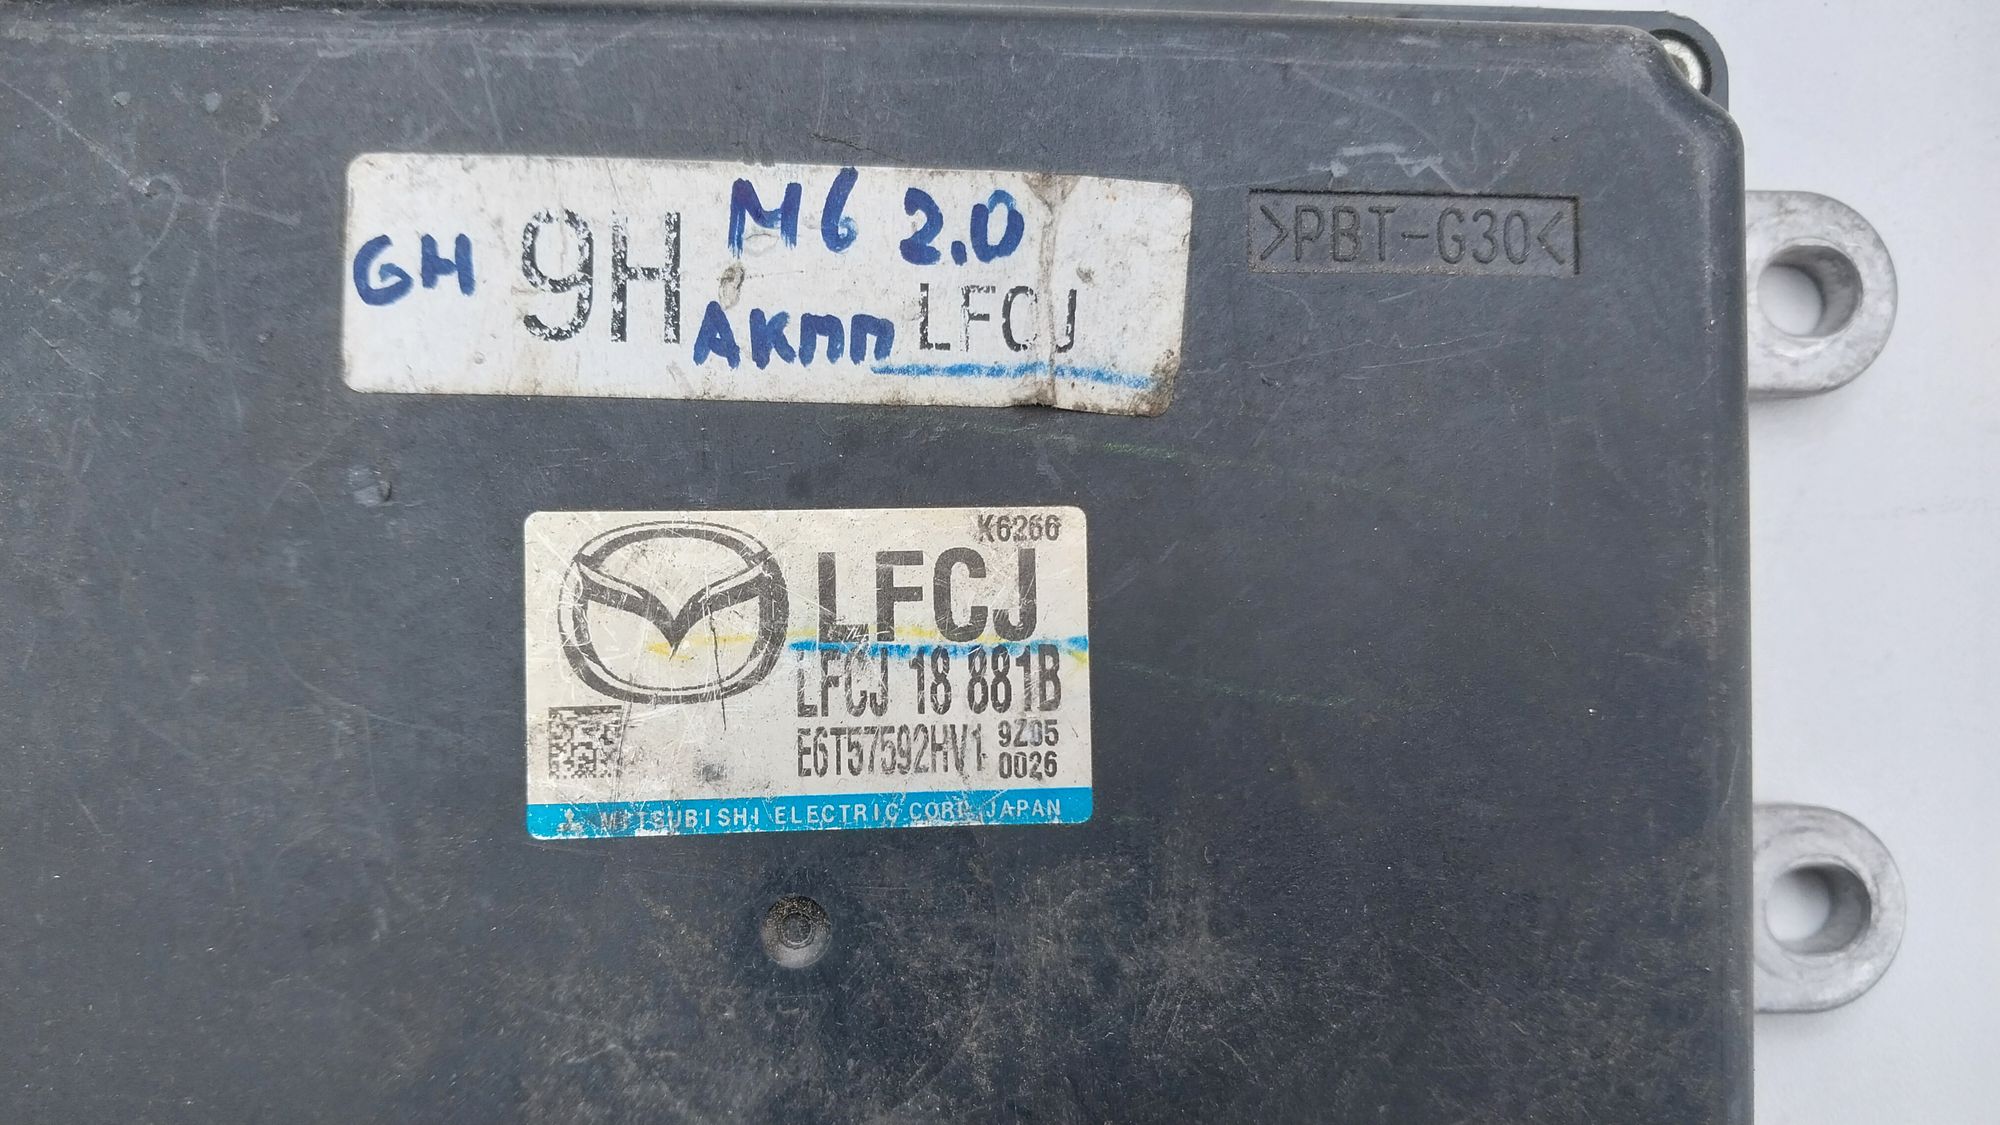 М6 2.0
GH 9H
АКПП LFCJ
>PBT-G30<
K6266
LFCJ
LFCJ 18 881B
E6T57592HV1 9Z05
0026
MITSUBISHI ELECTRIC CORP. JAPAN